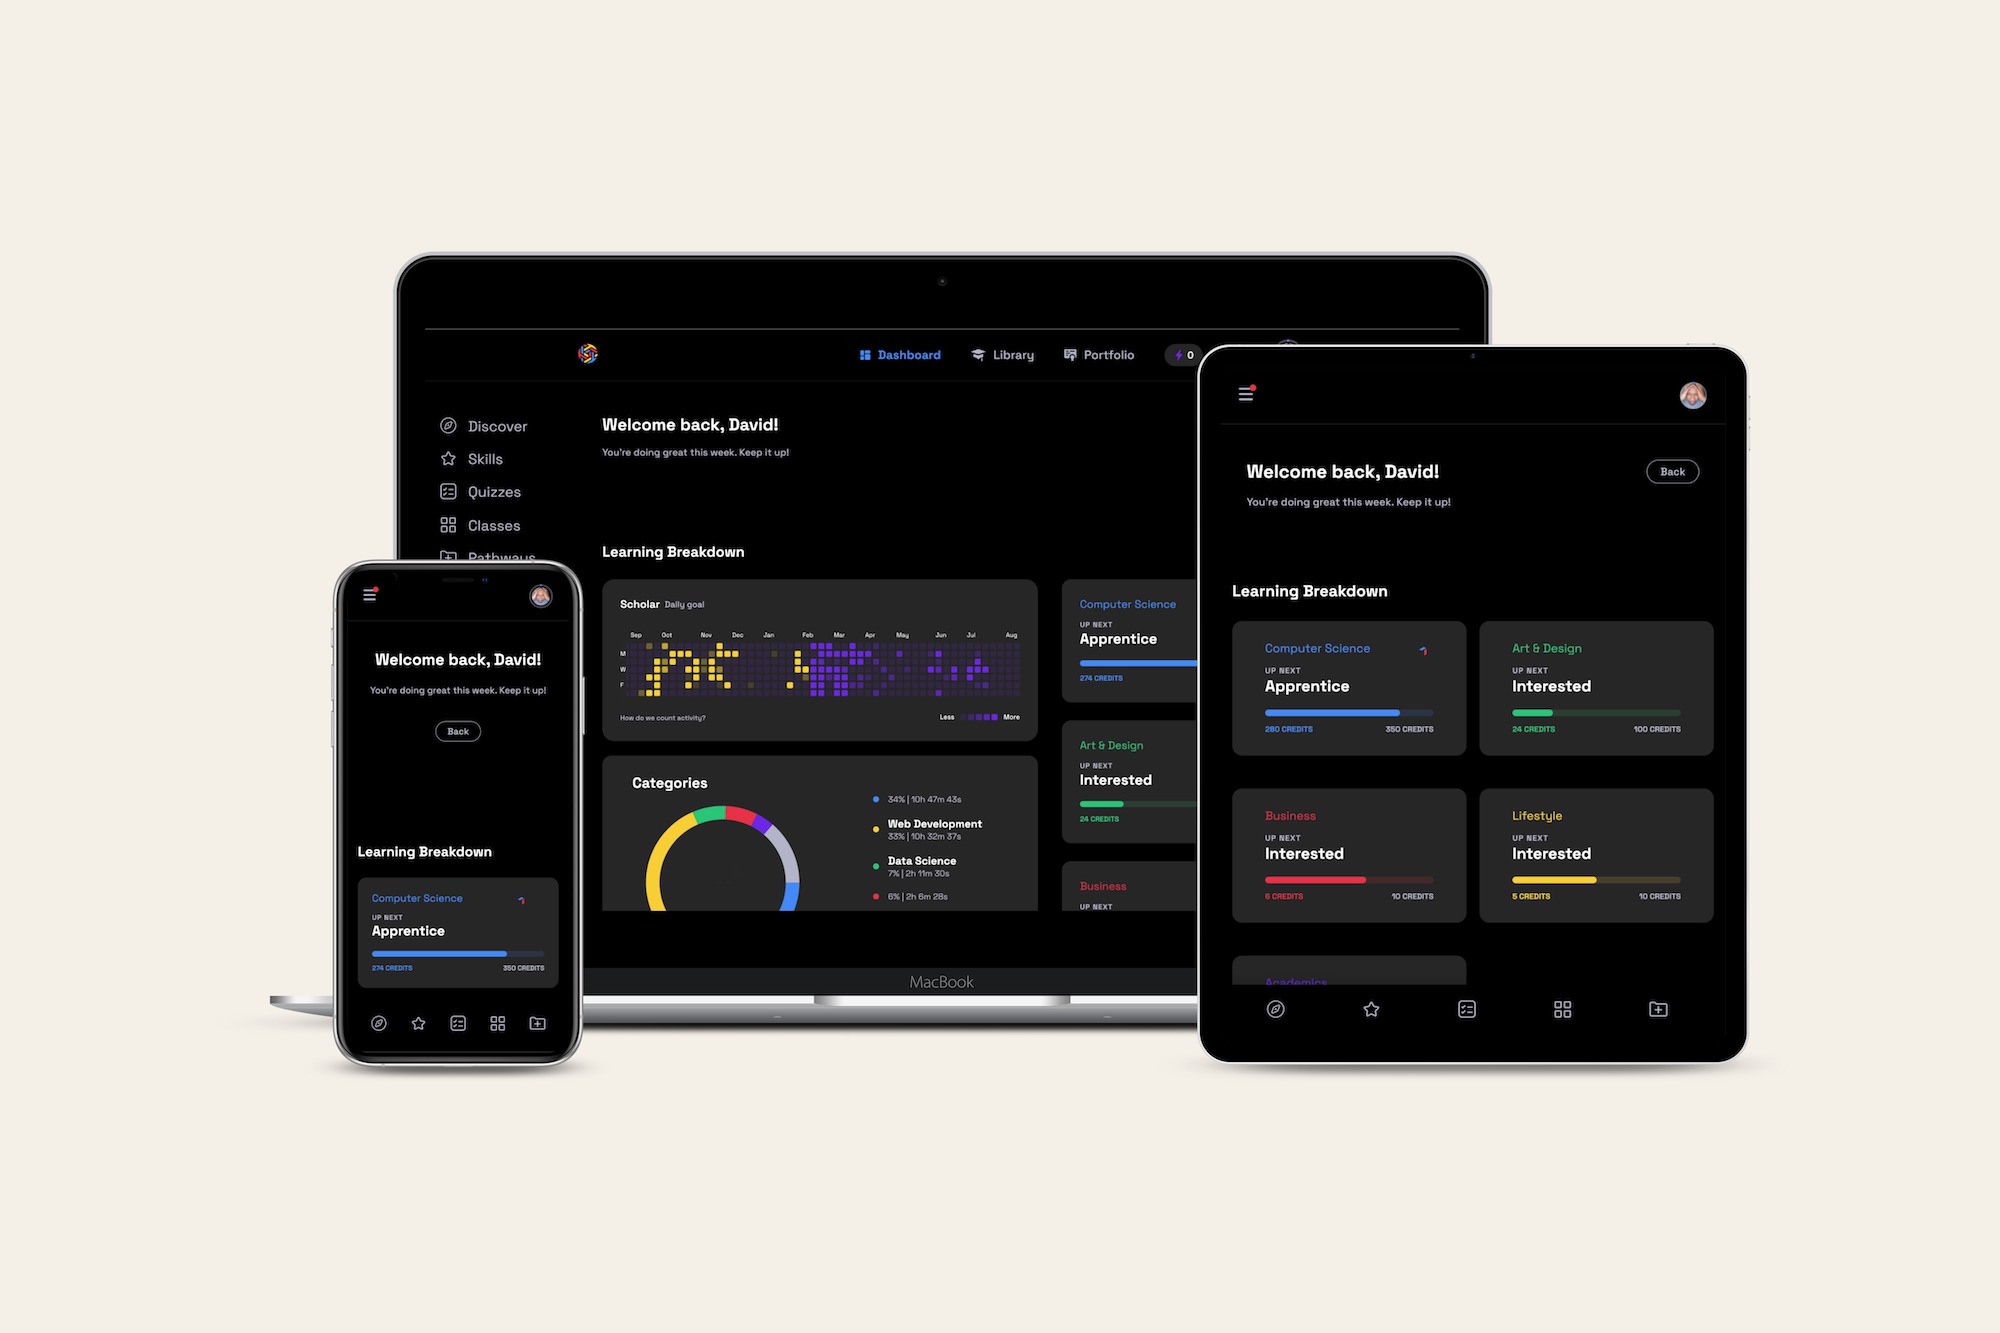 Dashboard
Library
Portfolio
0
Discover
Skills
Quizzes
Classes
Pathways
Welcome back, David!
You're doing great this week. Keep it up!
Learning Breakdown
Scholar Daily goal
Sep Oct Nov Dec Jan Feb Mar Apr May Jun Jul Aug
M
W
F
How do we count activity?
Less More
Categories
34% | 10h 47m 43s
Web Development
33% | 10h 32m 37s
Data Science
7% | 2h 11m 30s
6% | 2h 6m 28s
Computer Science
UP NEXT
Apprentice
274 CREDITS
Art & Design
UP NEXT
Interested
24 CREDITS
Business
UP NEXT
MacBook
Welcome back, David!
You're doing great this week. Keep it up!
Back
Learning Breakdown
Computer Science
UP NEXT
Apprentice
274 CREDITS 350 CREDITS
Welcome back, David!
Back
You're doing great this week. Keep it up!
Learning Breakdown
Computer Science
UP NEXT
Apprentice
280 CREDITS 350 CREDITS
Art & Design
UP NEXT
Interested
24 CREDITS 100 CREDITS
Business
UP NEXT
Interested
6 CREDITS 10 CREDITS
Lifestyle
UP NEXT
Interested
5 CREDITS 10 CREDITS
Academics